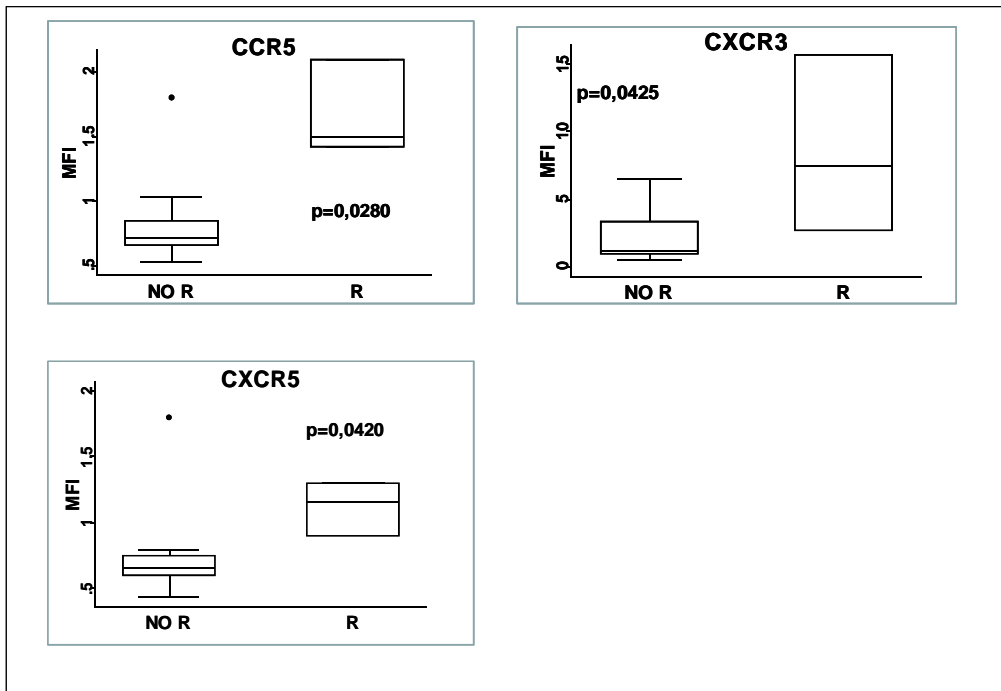 CCR5
MFI
2
1.5
1
.5
p=0,0280
NO R
R
CXCR3
MFI
15
10
5
0
p=0,0425
NO R
R
CXCR5
MFI
2
1.5
1
.5
p=0,0420
NO R
R